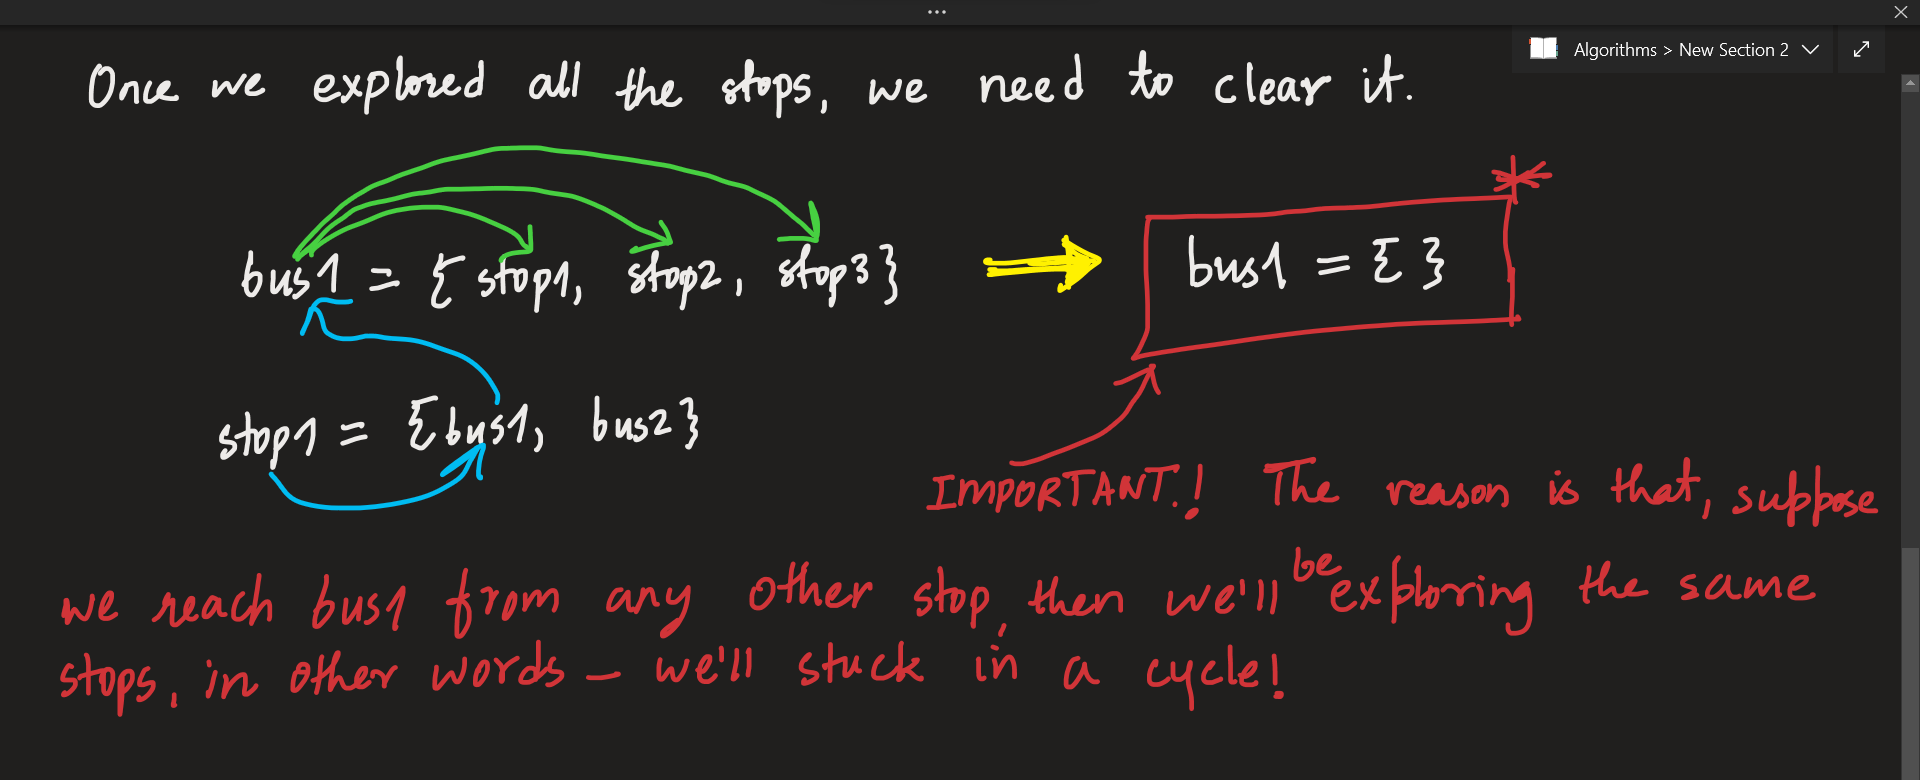 Algorithms > New Section 2
Once we explored all the stops, we need to clear it.
bus1 = { stop1, stop2, stop3 }
bus1 = { }
stop1 = {bus1, bus2}
IMPORTANT! The reason is that, suppose
we reach bus1 from any other stop, then we'll be exploring the same
stops, in other words – we'll stuck in a cycle!